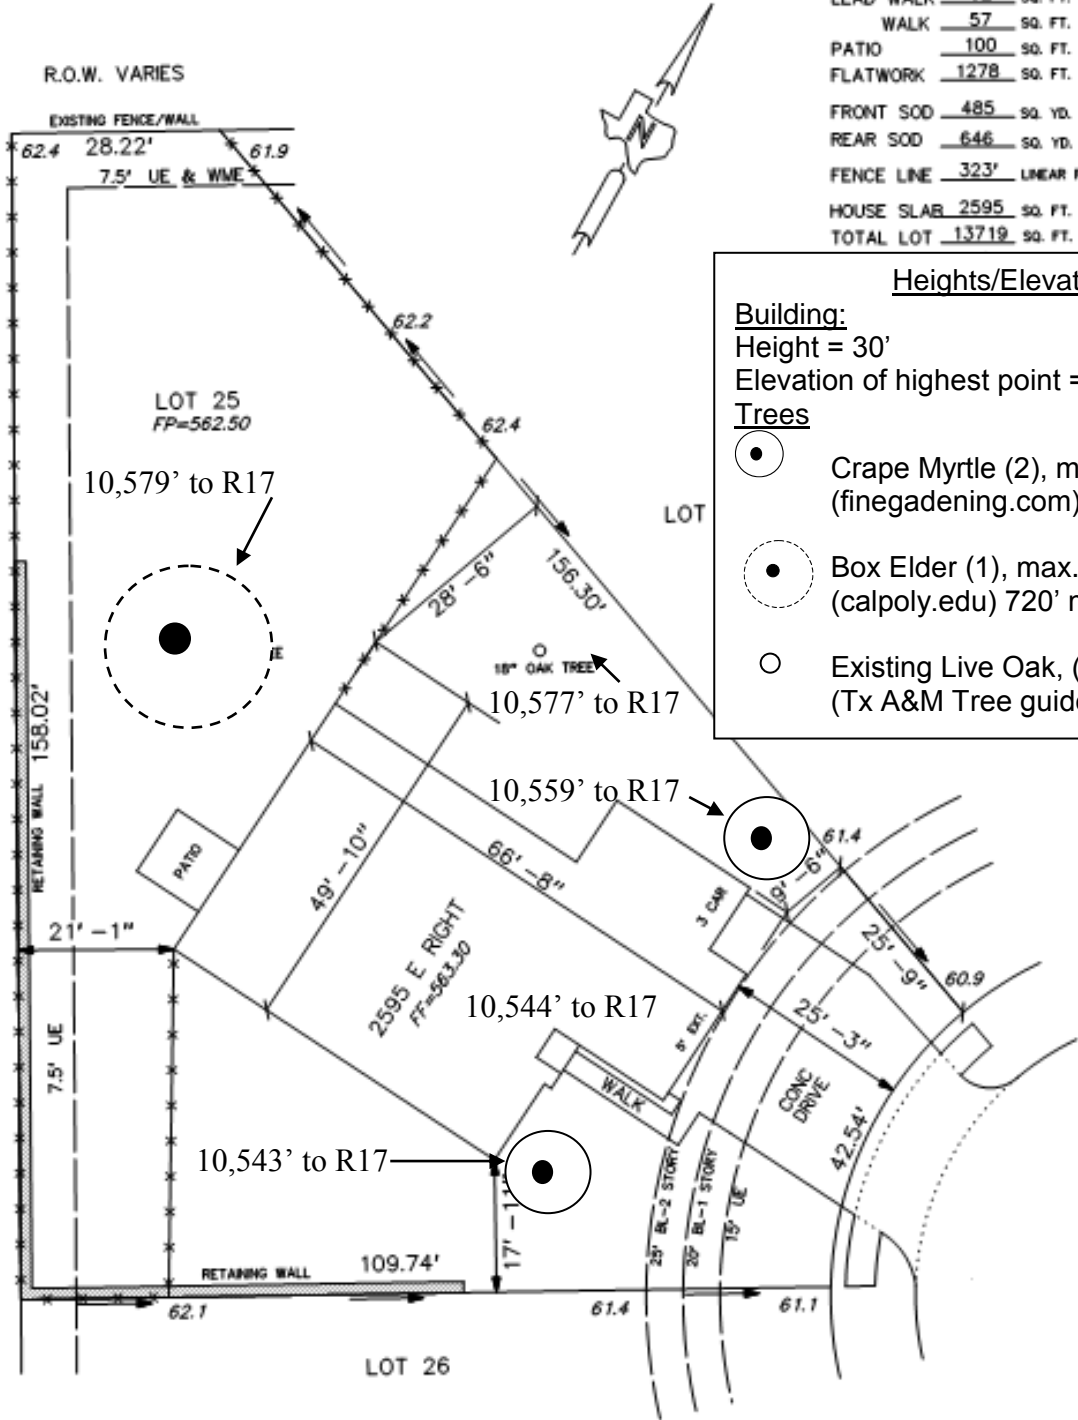 WALK 57 SQ. FT.
PATIO 100 SQ. FT.
FLATWORK 1278 SQ. FT.
FRONT SOD 485 SQ. YD.
REAR SOD 646 SQ. YD.
FENCE LINE 323' LINEAR
HOUSE SLAB 2595 SQ. FT.
TOTAL LOT 13719 SQ. FT.
R.O.W. VARIES
EXISTING FENCE/WALL
62.4 28.22' 61.9
7.5' UE & WME
N
62.2
62.4
LOT 25
FP=562.50
10,579' to R17
Heights/Elevat
Building:
Height = 30'
Elevation of highest point =
Trees
Crape Myrtle (2), m
(finegadening.com)
Box Elder (1), max.
(calpoly.edu) 720' m
Existing Live Oak, (
(Tx A&M Tree guide
LOT
28'-6"
156.30'
18" OAK TREE
10,577' to R17
158.02'
RETAINING WALL
10,559' to R17
61.4
9'-6"
PATIO
49'-10"
66'-8"
3 CAR
21'-1"
2595 E RIGHT
FF=563.30
25'-9"
60.9
10,544' to R17
5' EXT.
25'-3"
7.5' UE
WALK
CONC
DRIVE
42.54'
10,543' to R17
17'-11"
25' BL-2 STORY
20' BL-1 STORY
15' UE
RETAINING WALL 109.74'
62.1
61.4
61.1
LOT 26